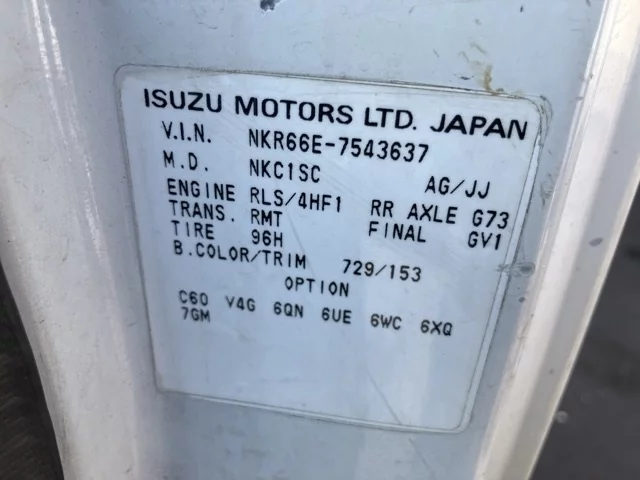 ISUZU MOTORS LTD. JAPAN
V.I.N. NKR66E-7543637
M.D. NKC1SC AG/JJ
ENGINE RLS/4HF1 RR AXLE G73
TRANS. RMT FINAL GV1
TIRE 96H
B.COLOR/TRIM 729/153
OPTION
C60 V4G 6QN 6UE 6WC 6XQ
7GM